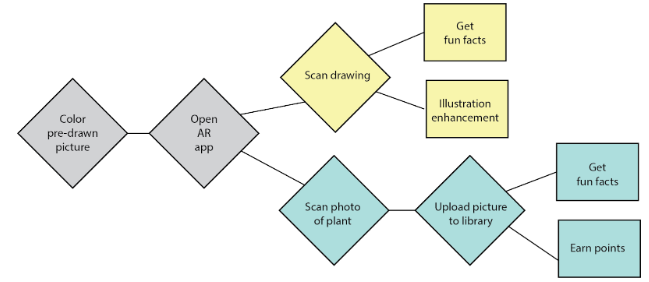 Color
pre-drawn
picture
Open
AR
app
Scan drawing
Get
fun facts
Illustration
enhancement
Scan photo
of plant
Upload picture
to library
Get
fun facts
Earn points